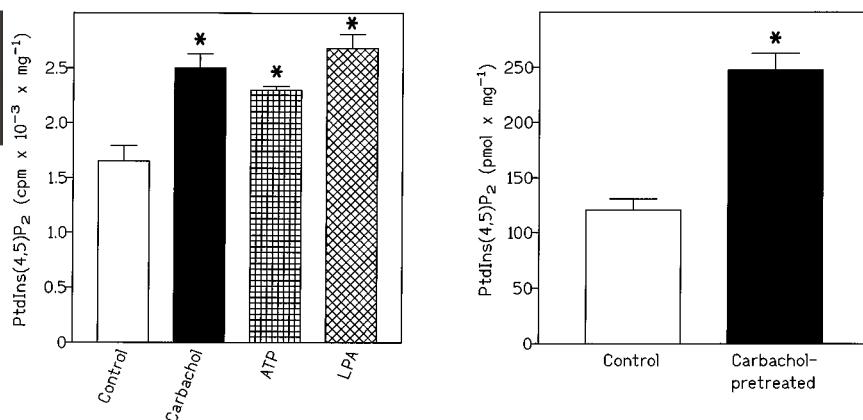 PtdIns(4,5)P₂ (cpm x 10⁻³ x mg⁻¹)
2.5
2.0
1.5
1.0
0.5
0
*
*
*
Control
Carbachol
ATP
LPA
PtdIns(4,5)P₂ (pmol x mg⁻¹)
250
200
150
100
50
0
*
Control
Carbachol-
pretreated